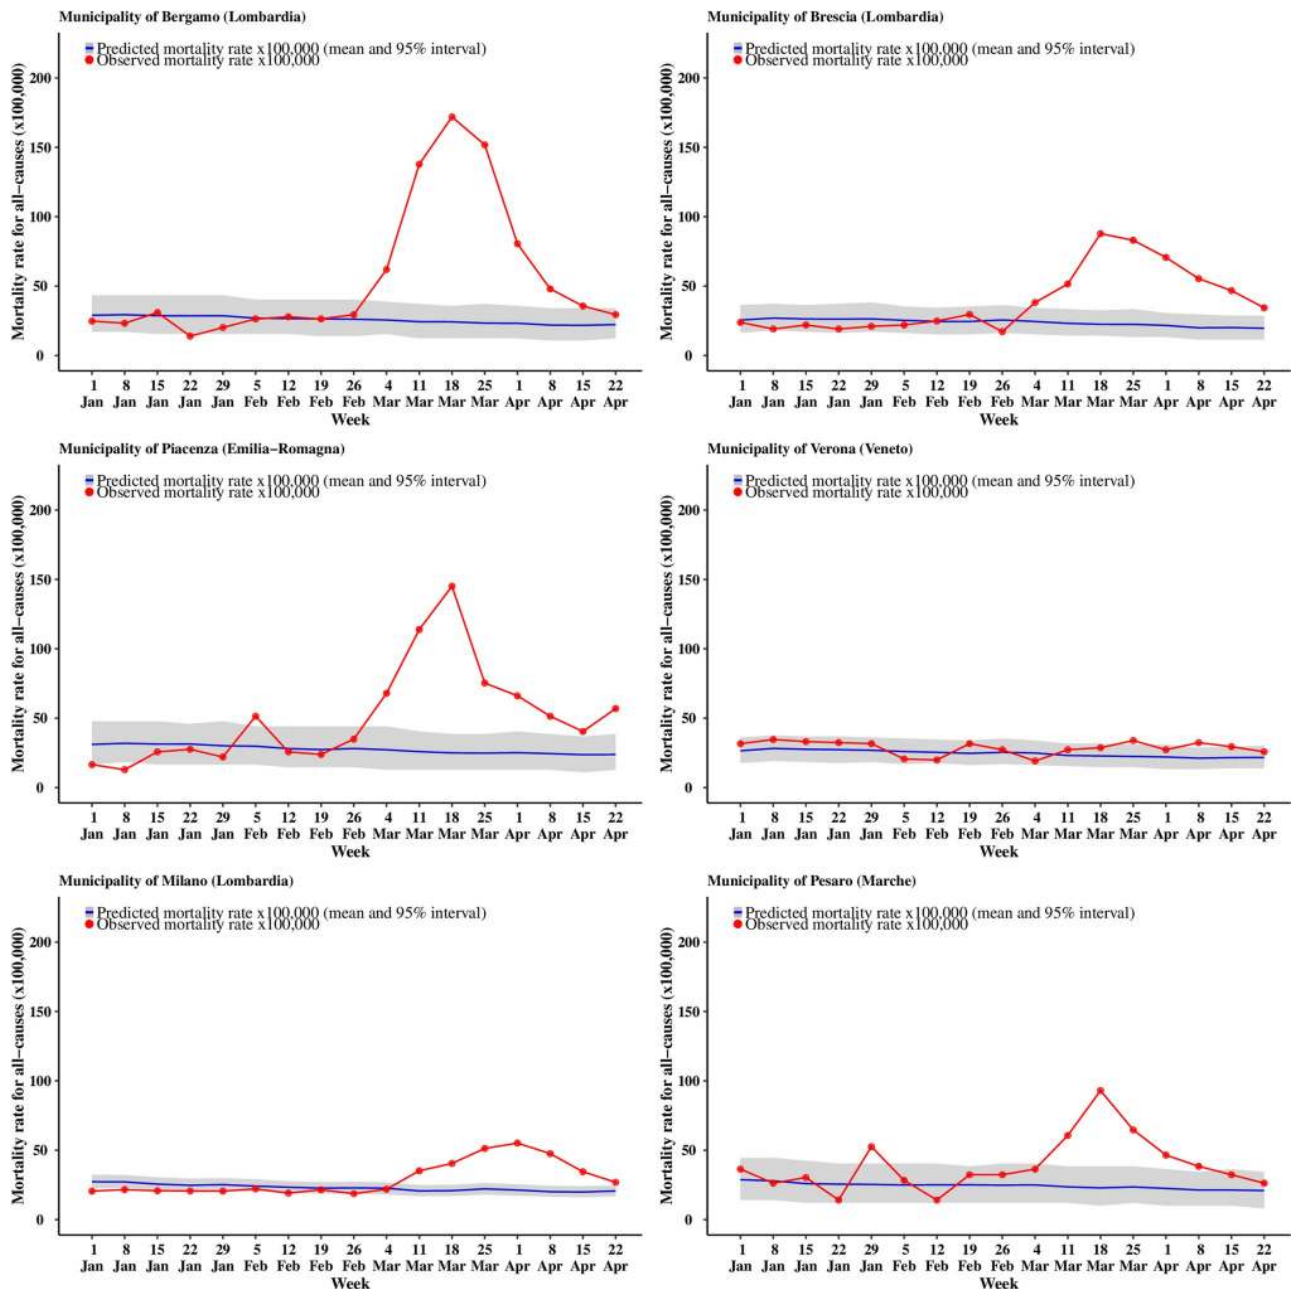 Municipality of Bergamo (Lombardia)
Predicted mortality rate x100,000 (mean and 95% interval)
Observed mortality rate x100,000
Mortality rate for all−causes (x100,000)
200
150
100
50
0
1 8 15 22 29 5 12 19 26 4 11 18 25 1 8 15 22
Jan Jan Jan Jan Jan Feb Feb Feb Feb Mar Mar Mar Mar Apr Apr Apr Apr
Week
Municipality of Brescia (Lombardia)
Predicted mortality rate x100,000 (mean and 95% interval)
Observed mortality rate x100,000
Mortality rate for all−causes (x100,000)
200
150
100
50
0
1 8 15 22 29 5 12 19 26 4 11 18 25 1 8 15 22
Jan Jan Jan Jan Jan Feb Feb Feb Feb Mar Mar Mar Mar Apr Apr Apr Apr
Week
Municipality of Piacenza (Emilia−Romagna)
Predicted mortality rate x100,000 (mean and 95% interval)
Observed mortality rate x100,000
Mortality rate for all−causes (x100,000)
200
150
100
50
0
1 8 15 22 29 5 12 19 26 4 11 18 25 1 8 15 22
Jan Jan Jan Jan Jan Feb Feb Feb Feb Mar Mar Mar Mar Apr Apr Apr Apr
Week
Municipality of Verona (Veneto)
Predicted mortality rate x100,000 (mean and 95% interval)
Observed mortality rate x100,000
Mortality rate for all−causes (x100,000)
200
150
100
50
0
1 8 15 22 29 5 12 19 26 4 11 18 25 1 8 15 22
Jan Jan Jan Jan Jan Feb Feb Feb Feb Mar Mar Mar Mar Apr Apr Apr Apr
Week
Municipality of Milano (Lombardia)
Predicted mortality rate x100,000 (mean and 95% interval)
Observed mortality rate x100,000
Mortality rate for all−causes (x100,000)
200
150
100
50
0
1 8 15 22 29 5 12 19 26 4 11 18 25 1 8 15 22
Jan Jan Jan Jan Jan Feb Feb Feb Feb Mar Mar Mar Mar Apr Apr Apr Apr
Week
Municipality of Pesaro (Marche)
Predicted mortality rate x100,000 (mean and 95% interval)
Observed mortality rate x100,000
Mortality rate for all−causes (x100,000)
200
150
100
50
0
1 8 15 22 29 5 12 19 26 4 11 18 25 1 8 15 22
Jan Jan Jan Jan Jan Feb Feb Feb Feb Mar Mar Mar Mar Apr Apr Apr Apr
Week